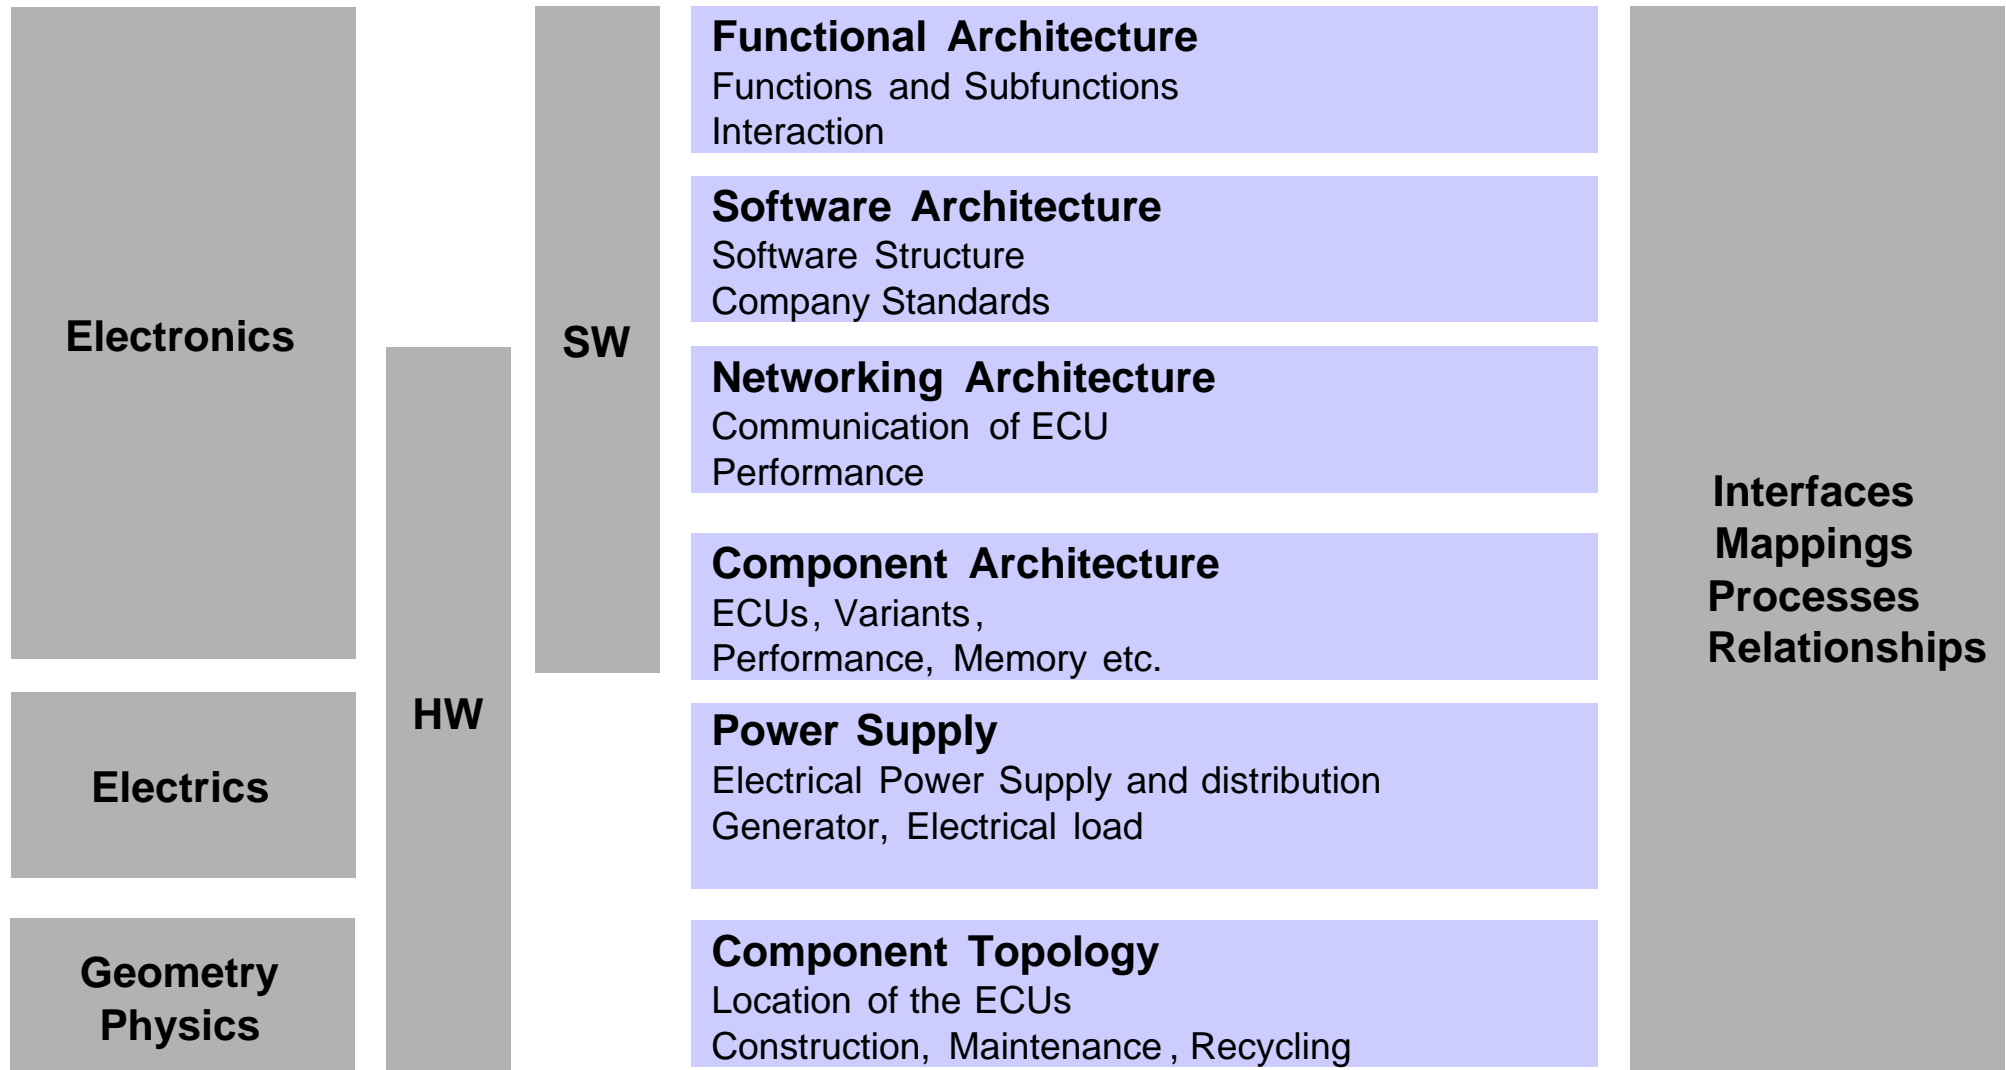 Electronics
Electrics
Geometry
Physics
HW
SW
Functional Architecture
Functions and Subfunctions
Interaction
Software Architecture
Software Structure
Company Standards
Networking Architecture
Communication of ECU
Performance
Component Architecture
ECUs, Variants,
Performance, Memory etc.
Power Supply
Electrical Power Supply and distribution
Generator, Electrical load
Component Topology
Location of the ECUs
Construction, Maintenance, Recycling
Interfaces
Mappings
Processes
Relationships